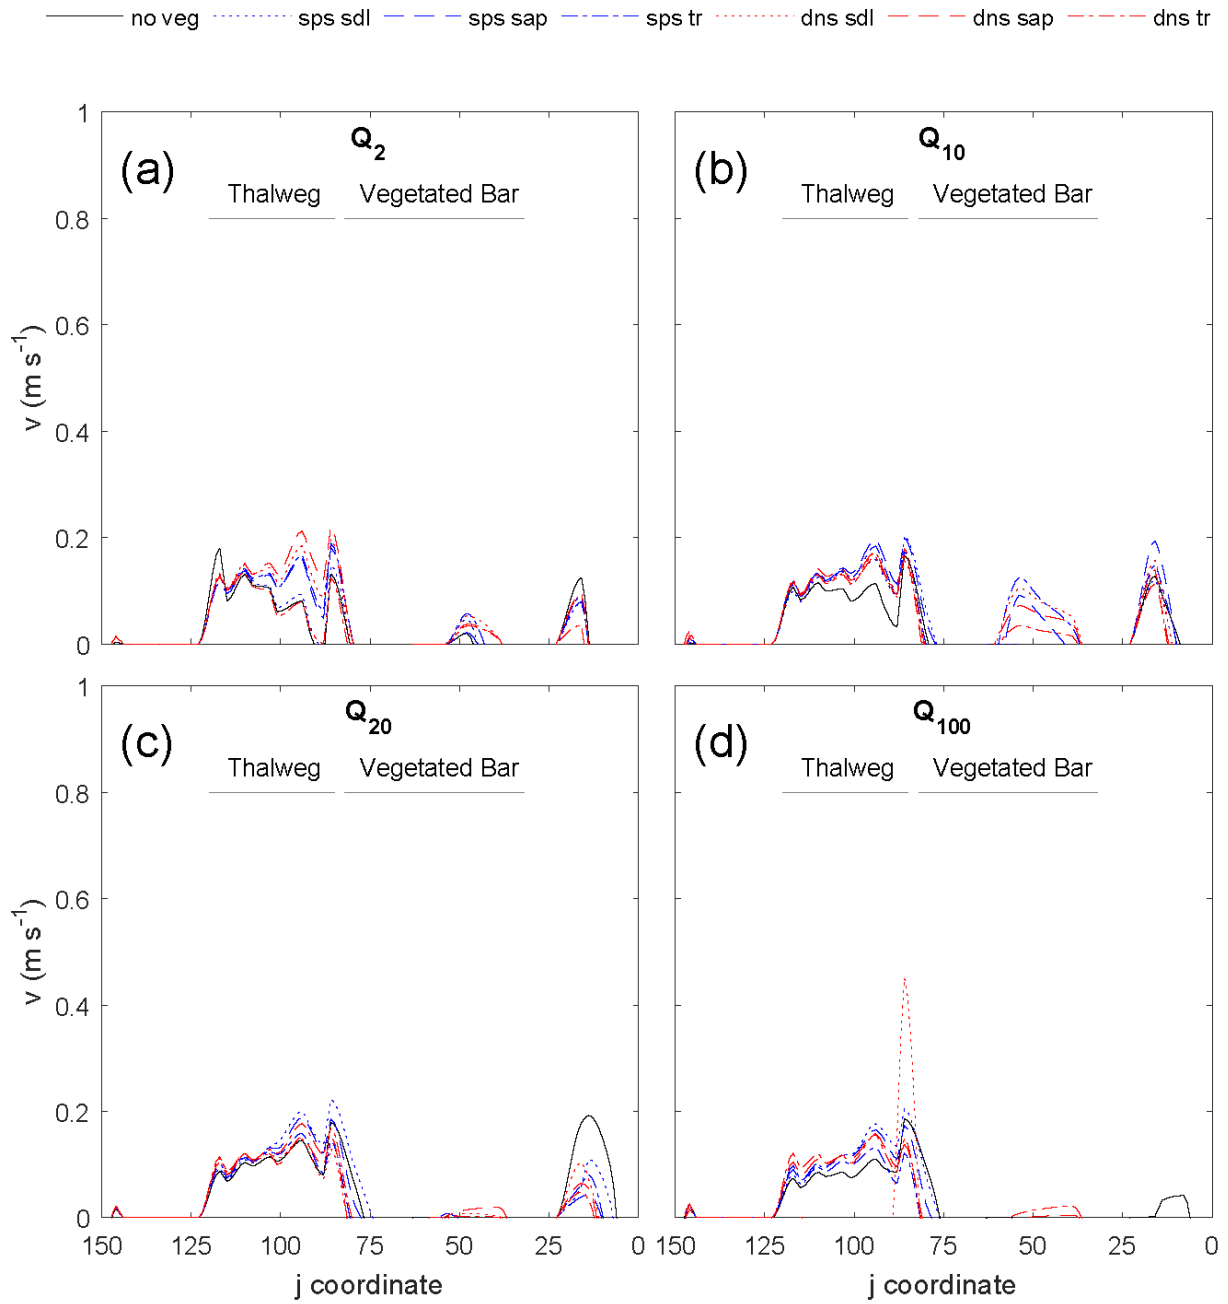 no veg sps sdl sps sap sps tr dns sdl dns sap dns tr
(a) Q2
Thalweg Vegetated Bar
v (m s-1)
1
0.8
0.6
0.4
0.2
0
(b) Q10
Thalweg Vegetated Bar
(c) Q20
Thalweg Vegetated Bar
v (m s-1)
1
0.8
0.6
0.4
0.2
0
150 125 100 75 50 25 0
j coordinate
(d) Q100
Thalweg Vegetated Bar
150 125 100 75 50 25 0
j coordinate